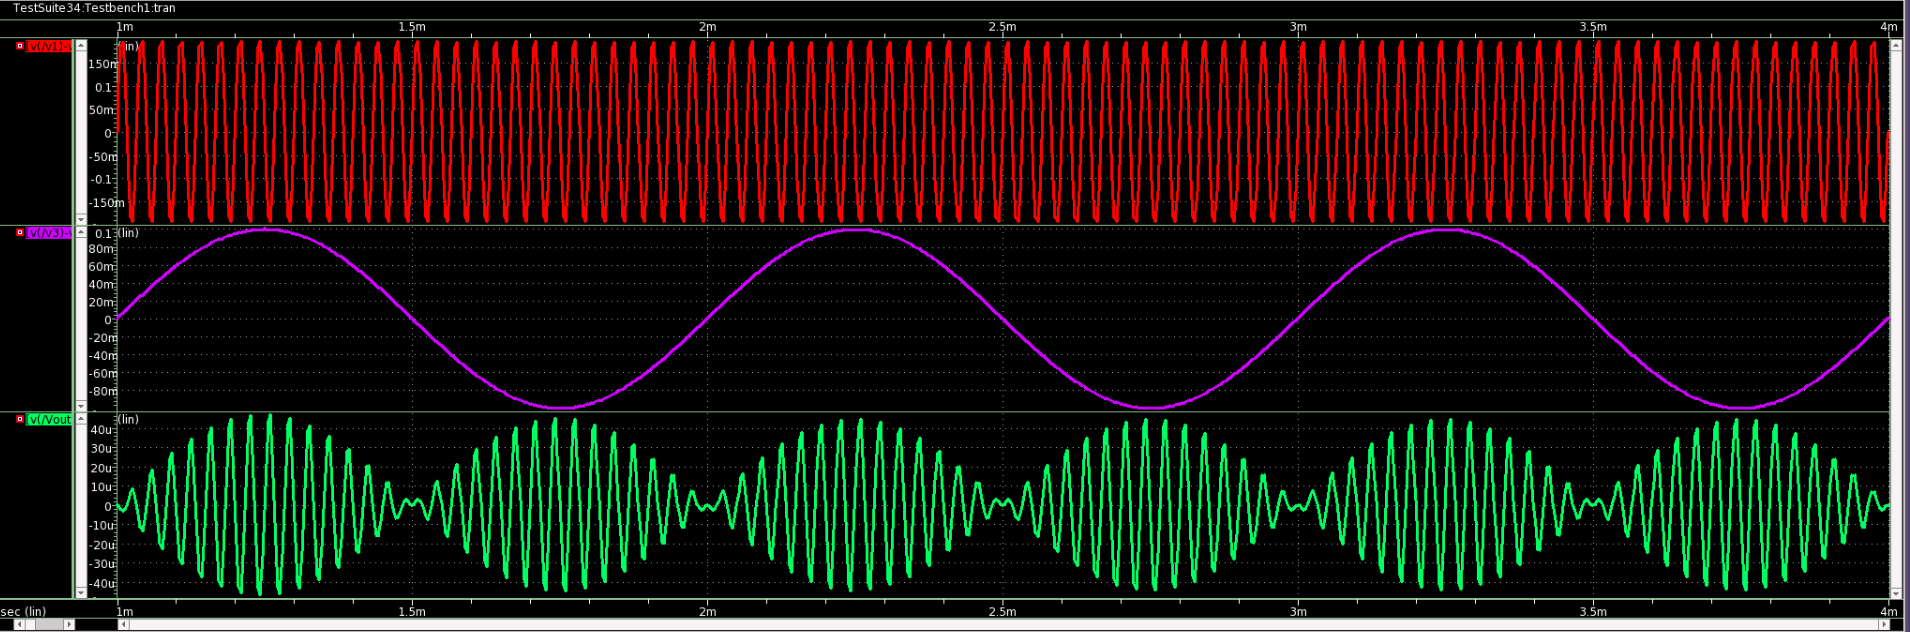 TestSuite34:Testbench1:tran
1m 1.5m 2m 2.5m 3m 3.5m 4m
v(/v1)-v (lin)
150m
0.1
50m
0
-50m
-0.1
-150m
v(/v3)-v (lin)
0.1
80m
60m
40m
20m
0
-20m
-40m
-60m
-80m
v(/Vout (lin)
40u
30u
20u
10u
0
-10u
-20u
-30u
-40u
sec (lin) 1m 1.5m 2m 2.5m 3m 3.5m 4m